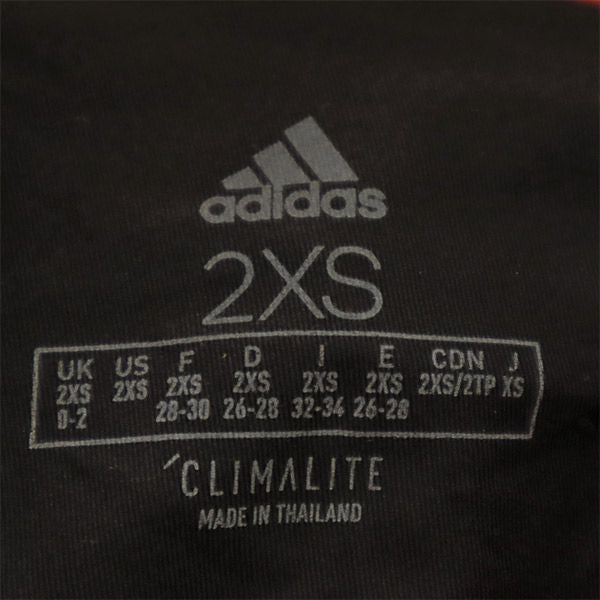 adidas
2XS
UK US F D I E CDN J
2XS 2XS 2XS 2XS 2XS 2XS 2XS/2TP XS
0-2 28-30 26-28 32-34 26-28
CLIMALITE
MADE IN THAILAND